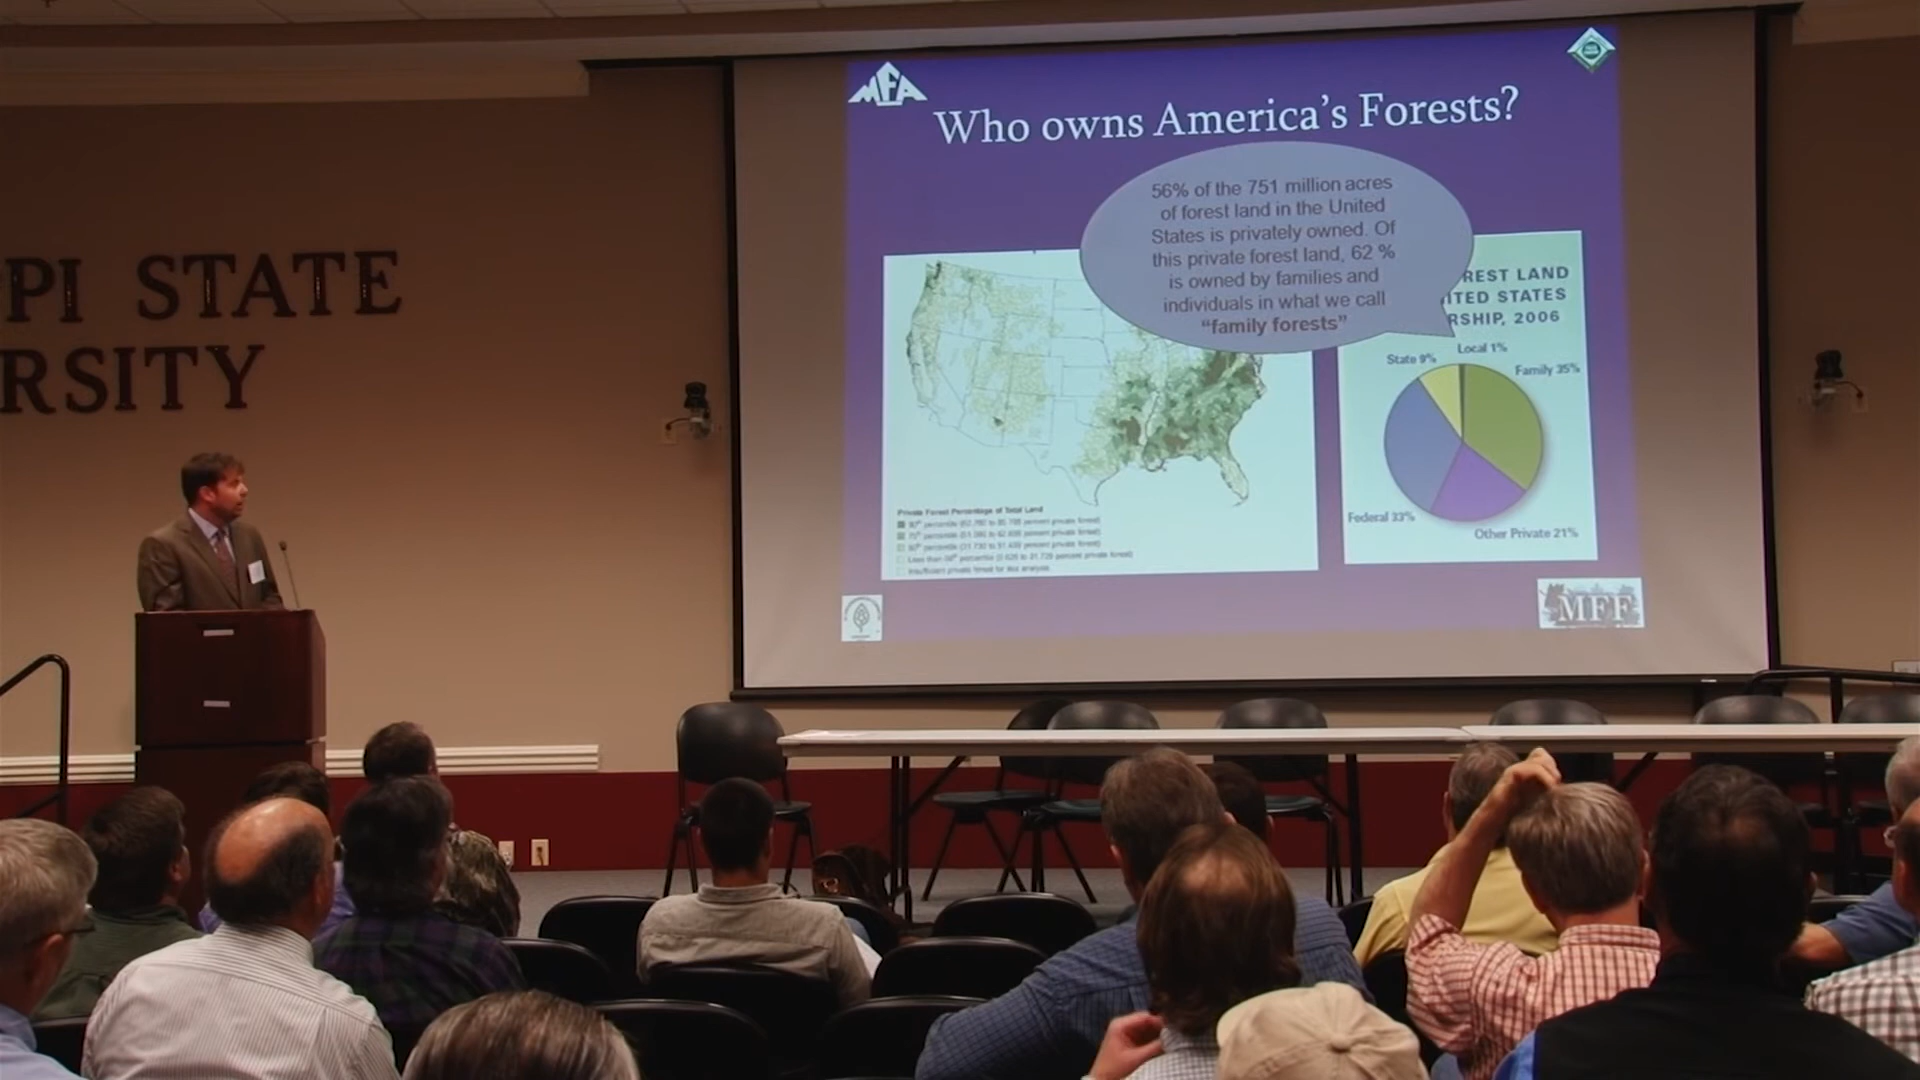 PPI STATE
RSITY
MFA
Who owns America's Forests?
56% of the 751 million acres
of forest land in the United
States is privately owned. Of
this private forest land, 62 %
is owned by families and
individuals in what we call
"family forests"
REST LAND
ITED STATES
RSHIP, 2006
State 9%
Local 1%
Family 35%
Federal 33%
Other Private 21%
Private Forest Percentage of Total Land
MFF